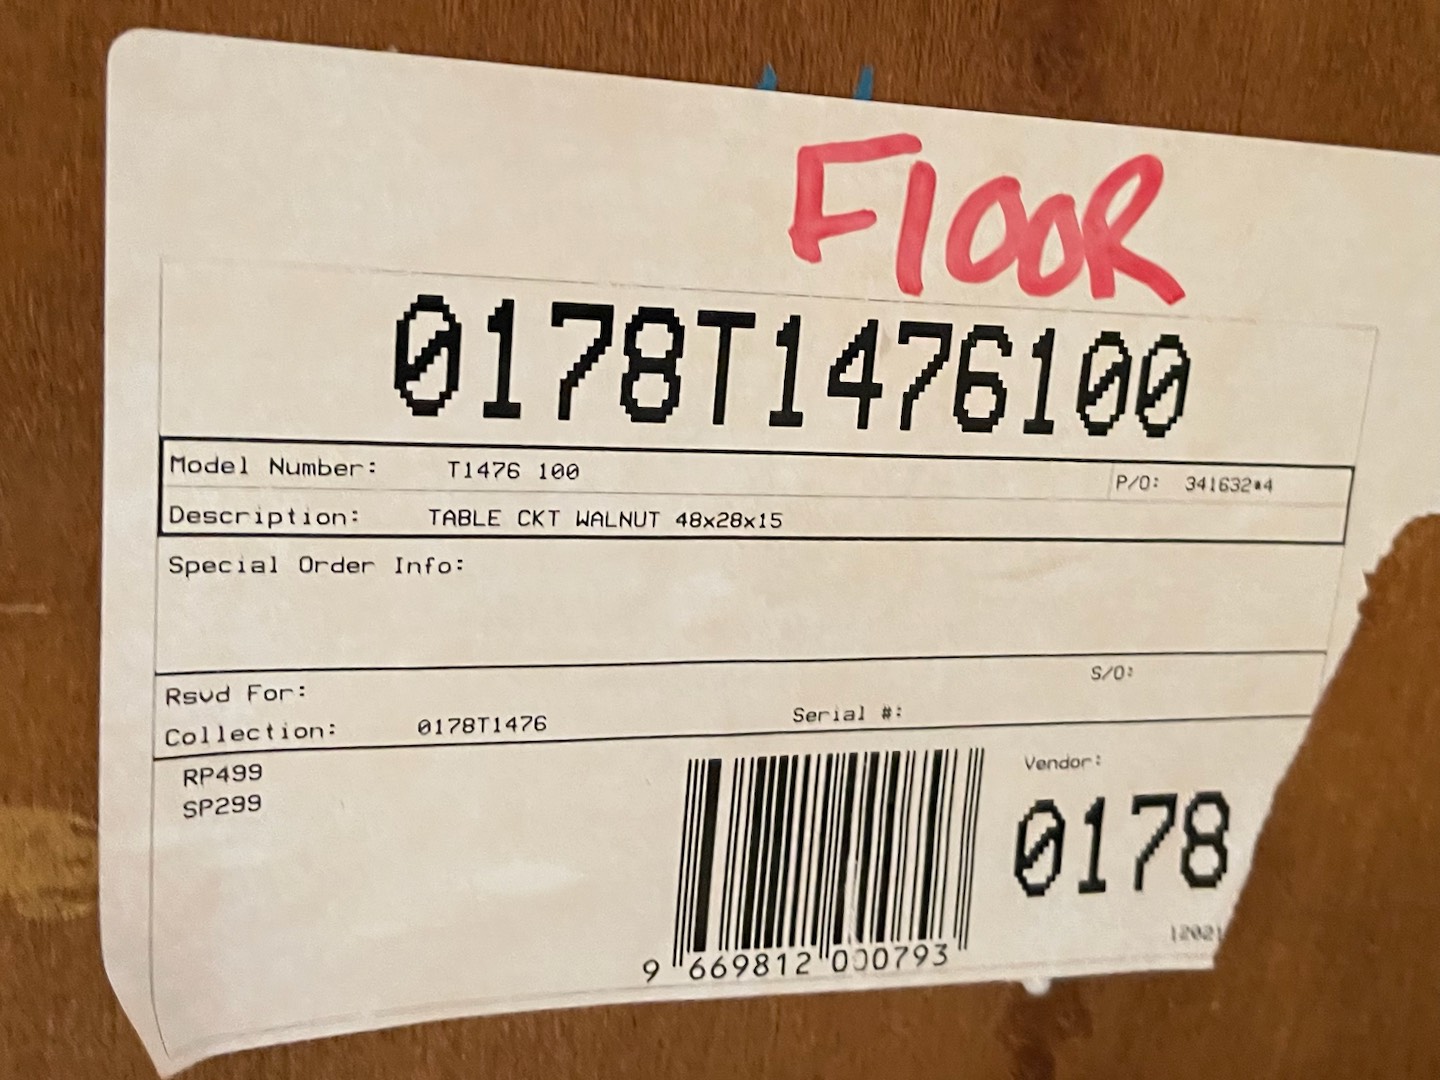 FlOOR
0178T1476100
Model Number: T1476 100 P/O: 341632*4
Description: TABLE CKT WALNUT 48x28x15
Special Order Info:
Rsvd For: S/O:
Collection: 0178T1476 Serial #:
RP499 Vendor:
SP299 0178
9 669812 000793